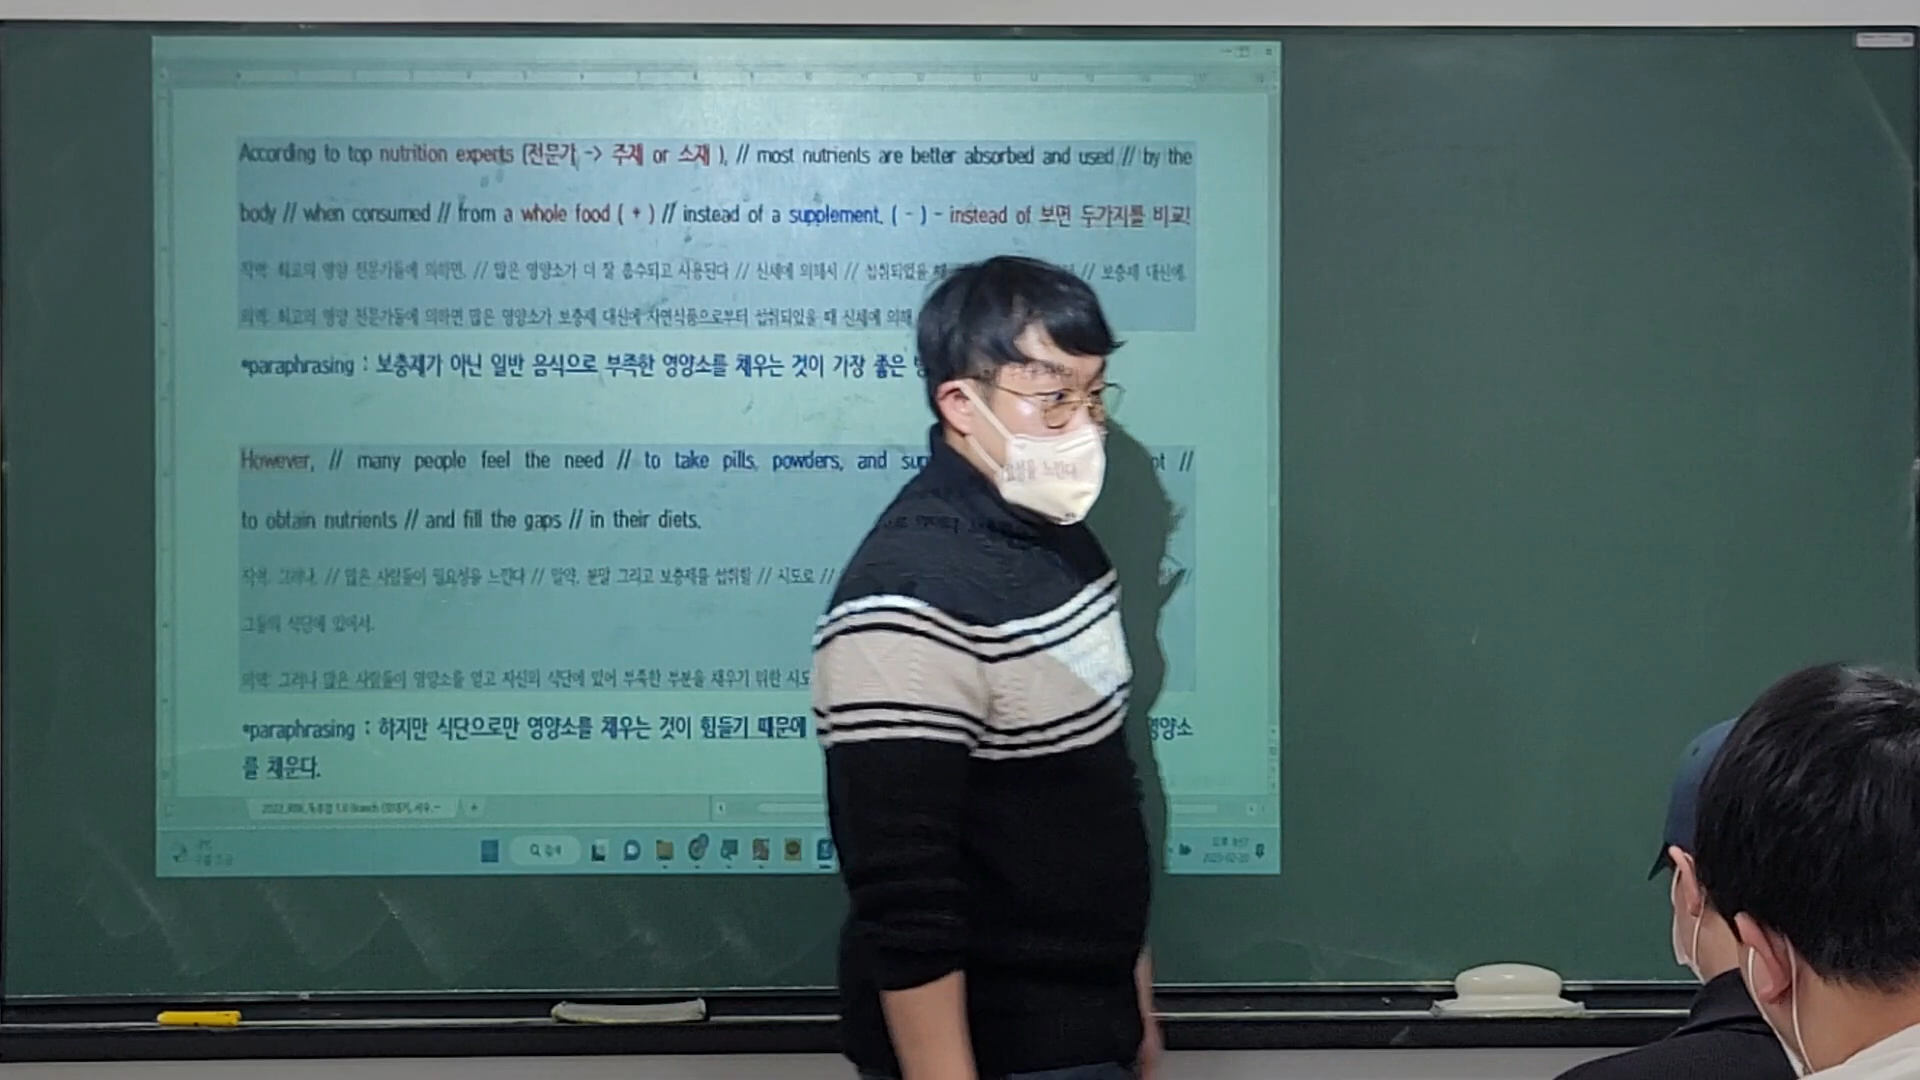 According to top nutrition experts (전문가 -> 주제 or 소재 ), // most nutrients are better absorbed and used // by the
body // when consumed // from a whole food ( + ) // instead of a supplement. ( - ) - instead of 보면 두가지를 비교!
직역: 최고의 영양 전문가들에 의하면, // 많은 영양소가 더 잘 흡수되고 사용된다 // 신체에 의해서 // 섭취되었을 때 // 보충제 대신에.
의역: 최고의 영양 전문가들에 의하면 많은 영양소가 보충제 대신에 자연식품으로부터 섭취되었을 때 신체에 의해
*paraphrasing : 보충제가 아닌 일반 음식으로 부족한 영양소를 채우는 것이 가장 좋은
However, // many people feel the need // to take pills, powders, and //
to obtain nutrients // and fill the gaps // in their diets.
직역: 그러나, // 많은 사람들이 필요성을 느낀다 // 알약, 분말 그리고 보충제를 섭취할 // 시도로 // //
그들의 식단에 있어서.
의역: 그러나 많은 사람들이 영양소를 얻고 자신의 식단에 있어 부족한 부분을 채우기 위한
*paraphrasing : 하지만 식단으로만 영양소를 채우는 것이 힘들기 때문에 영양소
를 채운다.
검색